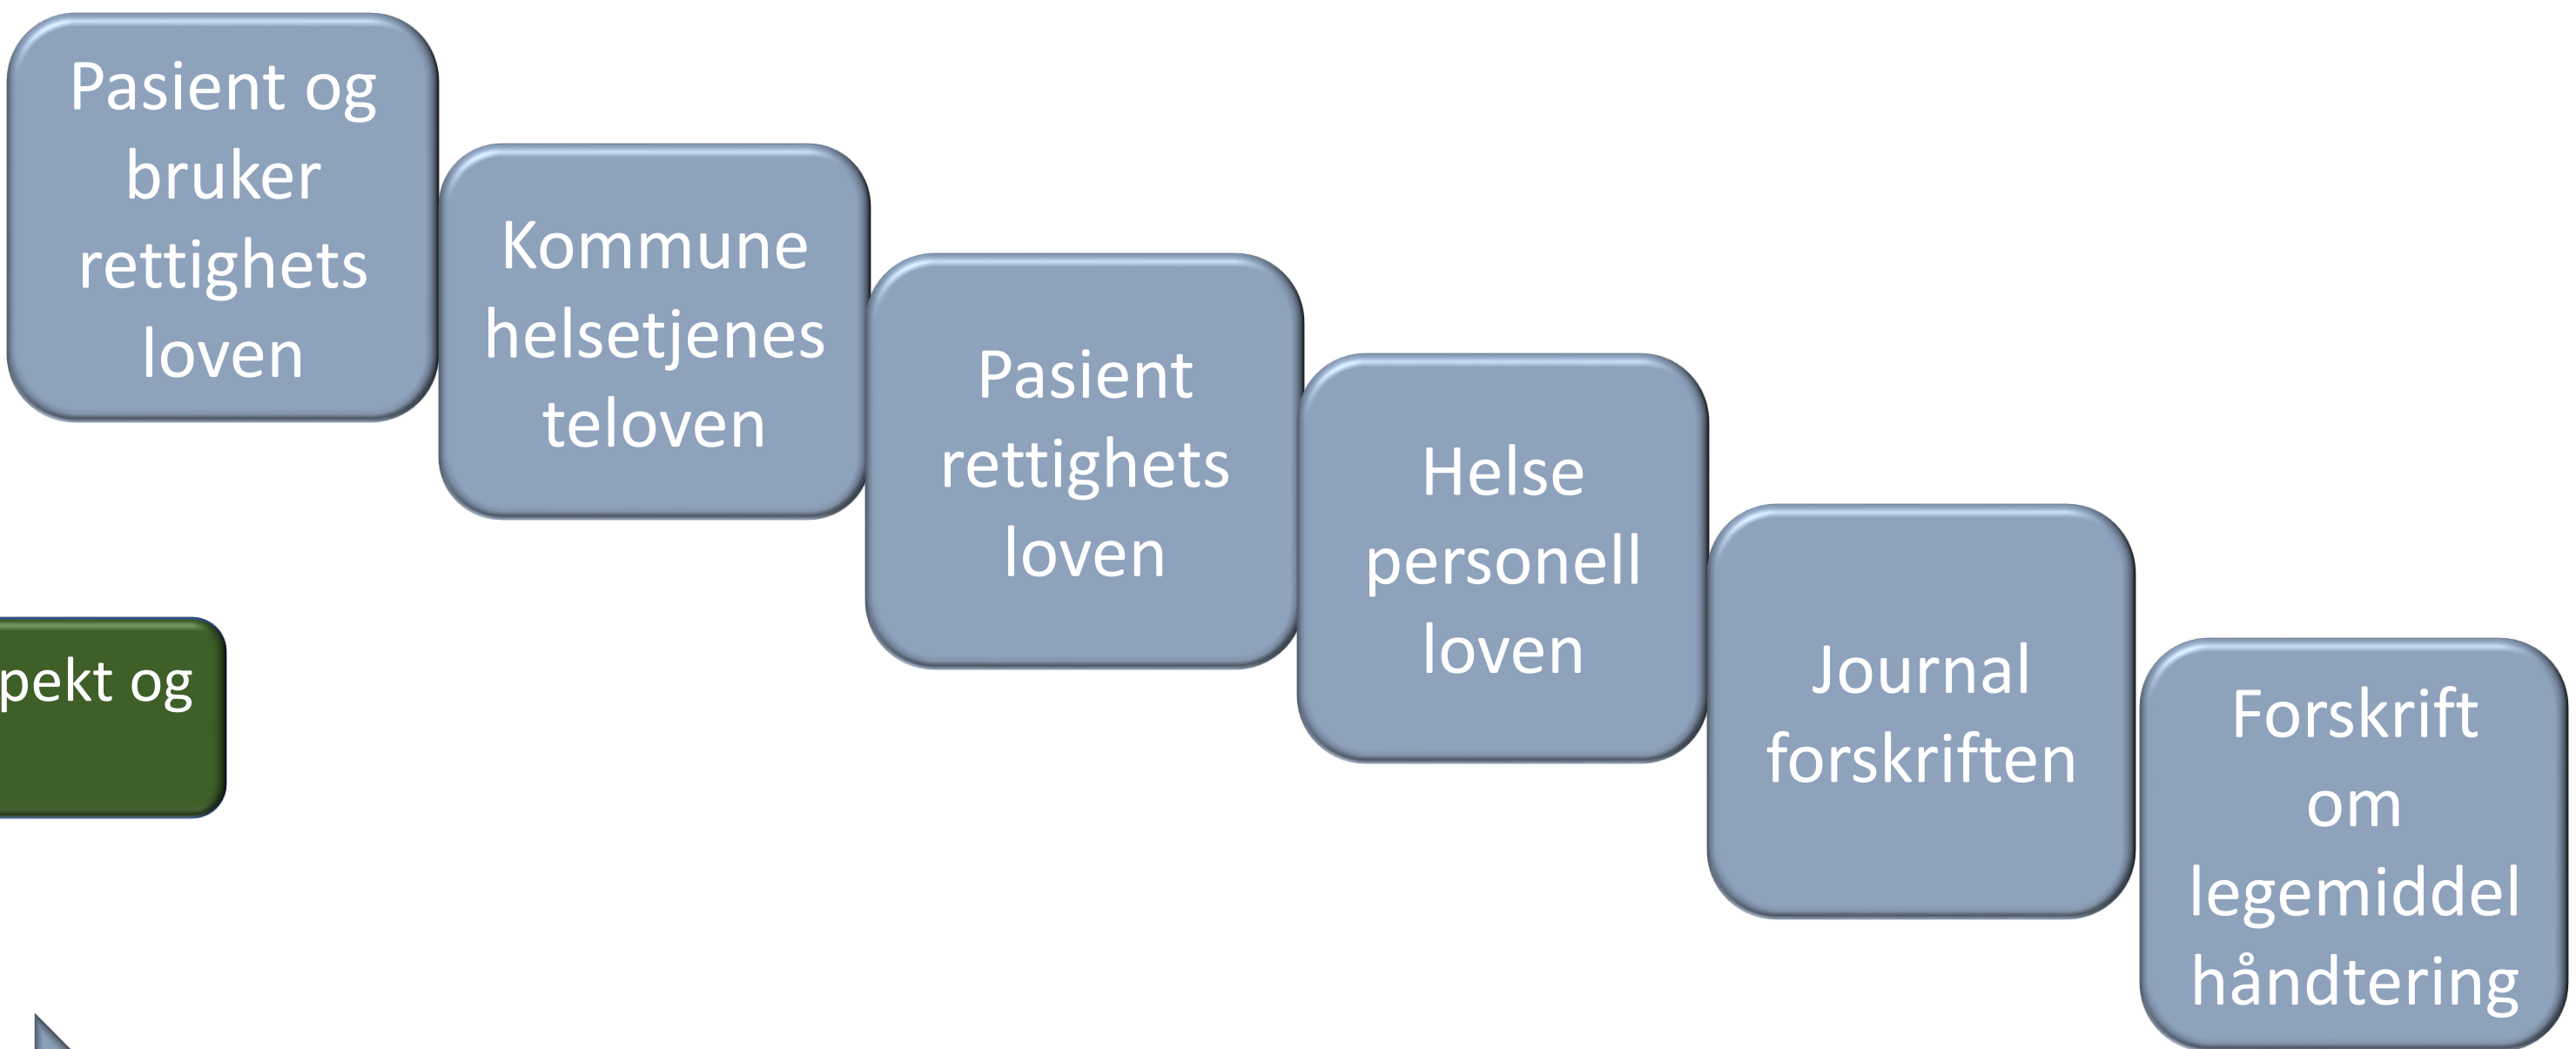 Pasient og
bruker
rettighets
loven
Kommune
helsetjenes
teloven
Pasient
rettighets
loven
Helse
personell
loven
Journal
forskriften
Forskrift
om
legemiddel
håndtering
pekt og